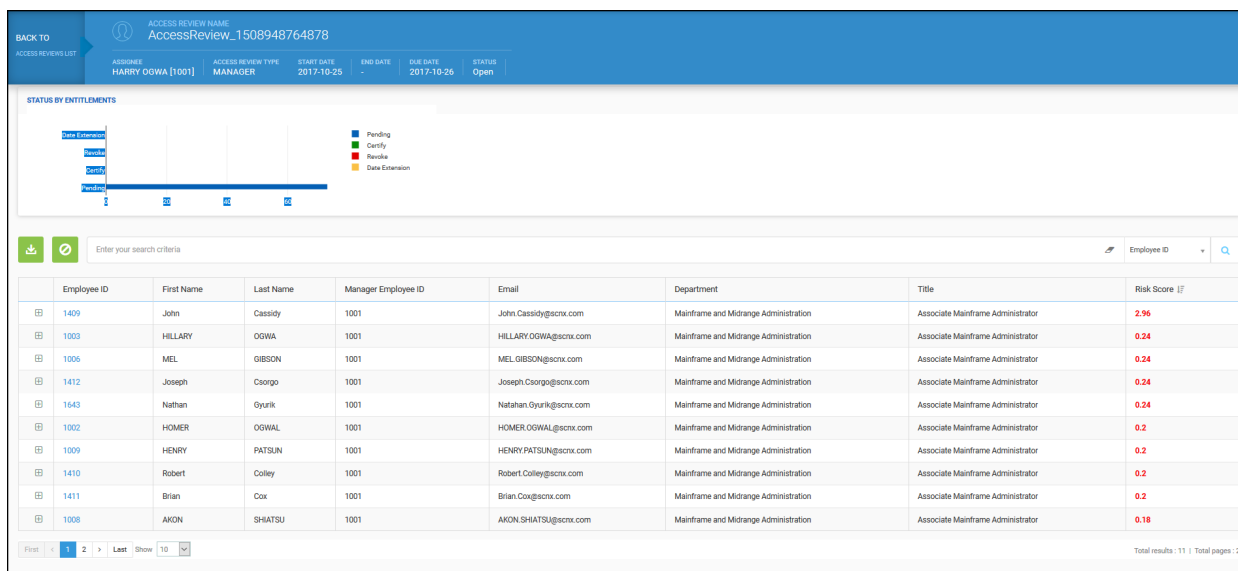 BACK TO
ACCESS REVIEWS LIST
ACCESS REVIEW NAME
AccessReview_1508948764878
ASSIGNEE ACCESS REVIEW TYPE START DATE END DATE DUE DATE STATUS
HARRY OGWA [1001] MANAGER 2017-10-25 - 2017-10-26 Open
STATUS BY ENTITLEMENTS
Date Extension
Revoke
Certify
Pending
0 20 40 60
Pending
Certify
Revoke
Date Extension
Enter your search criteria Employee ID
Employee ID First Name Last Name Manager Employee ID Email Department Title Risk Score
1409 John Cassidy 1001 John.Cassidy@scnx.com Mainframe and Midrange Administration Associate Mainframe Administrator 2.96
1003 HILLARY OGWA 1001 HILLARY.OGWA@scnx.com Mainframe and Midrange Administration Associate Mainframe Administrator 0.24
1006 MEL GIBSON 1001 MEL.GIBSON@scnx.com Mainframe and Midrange Administration Associate Mainframe Administrator 0.24
1412 Joseph Csorgo 1001 Joseph.Csorgo@scnx.com Mainframe and Midrange Administration Associate Mainframe Administrator 0.24
1643 Nathan Gyurik 1001 Natahan.Gyurik@scnx.com Mainframe and Midrange Administration Associate Mainframe Administrator 0.24
1002 HOMER OGWAL 1001 HOMER.OGWAL@scnx.com Mainframe and Midrange Administration Associate Mainframe Administrator 0.2
1009 HENRY PATSUN 1001 HENRY.PATSUN@scnx.com Mainframe and Midrange Administration Associate Mainframe Administrator 0.2
1410 Robert Colley 1001 Robert.Colley@scnx.com Mainframe and Midrange Administration Associate Mainframe Administrator 0.2
1411 Brian Cox 1001 Brian.Cox@scnx.com Mainframe and Midrange Administration Associate Mainframe Administrator 0.2
1008 AKON SHIATSU 1001 AKON.SHIATSU@scnx.com Mainframe and Midrange Administration Associate Mainframe Administrator 0.18
First < 1 2 > Last Show 10 Total results : 11 | Total pages : 2